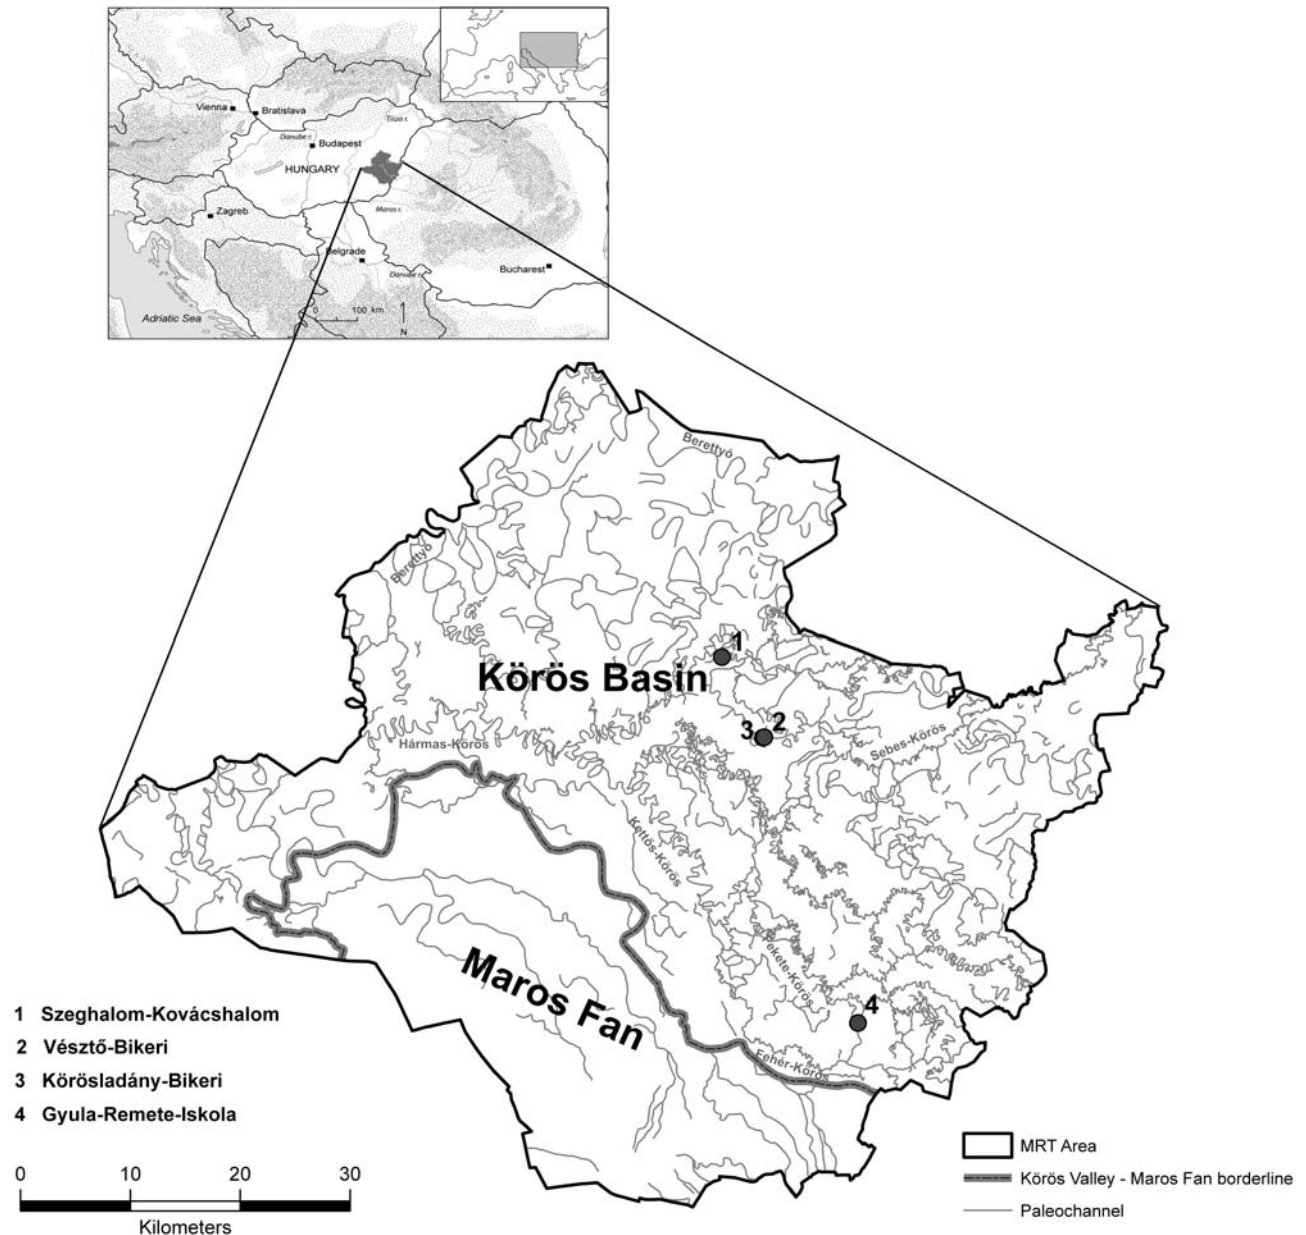 Vienna
Bratislava
Tisza r.
Danube r.
Budapest
HUNGARY
Zagreb
Maros r.
Belgrade
Danube r.
Bucharest
Adriatic Sea
0 100 km
N
Berettyó
Berettyó
1
Körös Basin
3 2
Hármas-Körös
Sebes-Körös
Kettős-Körös
Fekete-Körös
Maros Fan
4
Fehér-Körös
1 Szeghalom-Kovácshalom
2 Vésztő-Bikeri
3 Körösladány-Bikeri
4 Gyula-Remete-Iskola
0 10 20 30
Kilometers
MRT Area
Körös Valley - Maros Fan borderline
Paleochannel